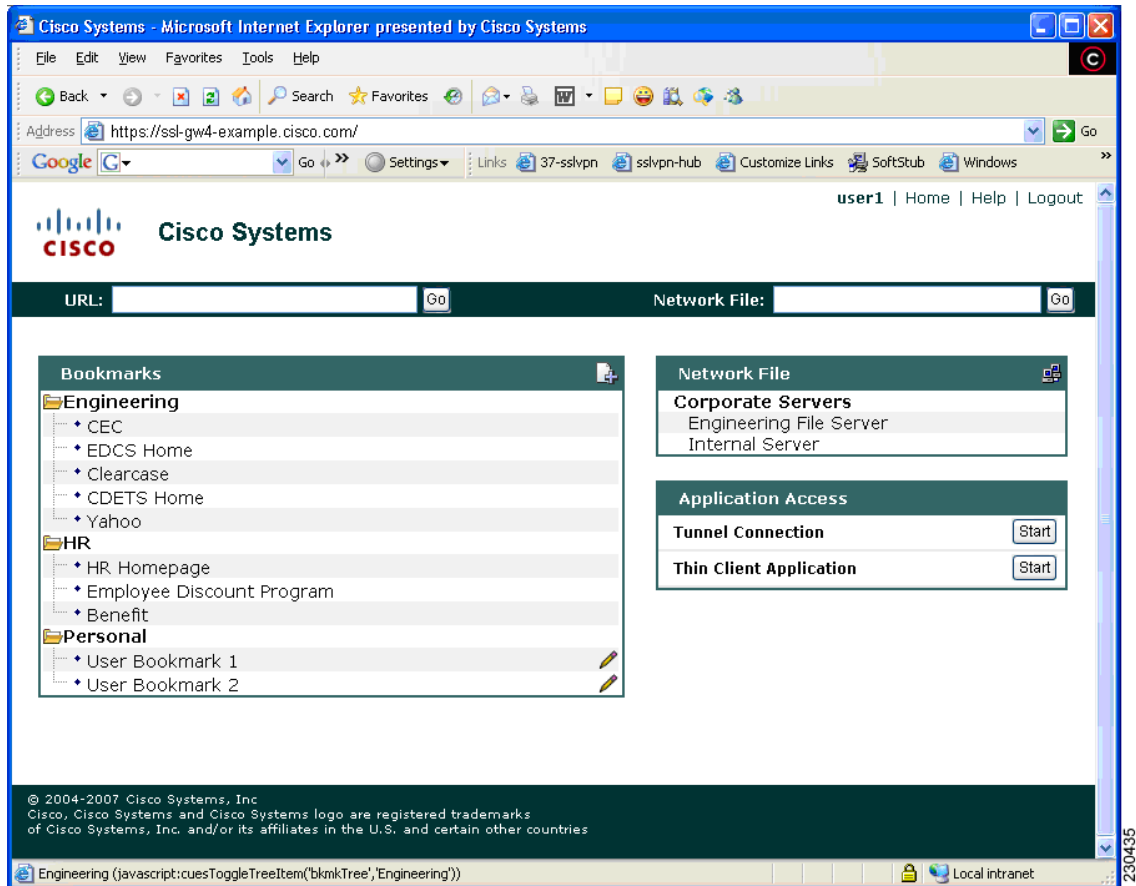 Cisco Systems - Microsoft Internet Explorer presented by Cisco Systems
File Edit View Favorites Tools Help
Back Search Favorites
Address https://ssl-gw4-example.cisco.com/ Go
Google G Go >> Settings Links 37-sslvpn sslvpn-hub Customize Links SoftStub Windows >>
user1 | Home | Help | Logout
CISCO Cisco Systems
URL: Go Network File: Go
Bookmarks
Engineering
CEC
EDCS Home
Clearcase
CDETS Home
Yahoo
HR
HR Homepage
Employee Discount Program
Benefit
Personal
User Bookmark 1
User Bookmark 2
Network File
Corporate Servers
Engineering File Server
Internal Server
Application Access
Tunnel Connection Start
Thin Client Application Start
© 2004-2007 Cisco Systems, Inc
Cisco, Cisco Systems and Cisco Systems logo are registered trademarks
of Cisco Systems, Inc. and/or its affiliates in the U.S. and certain other countries
Engineering (javascript:cuesToggleTreeItem('bkmkTree','Engineering')) Local intranet
230435